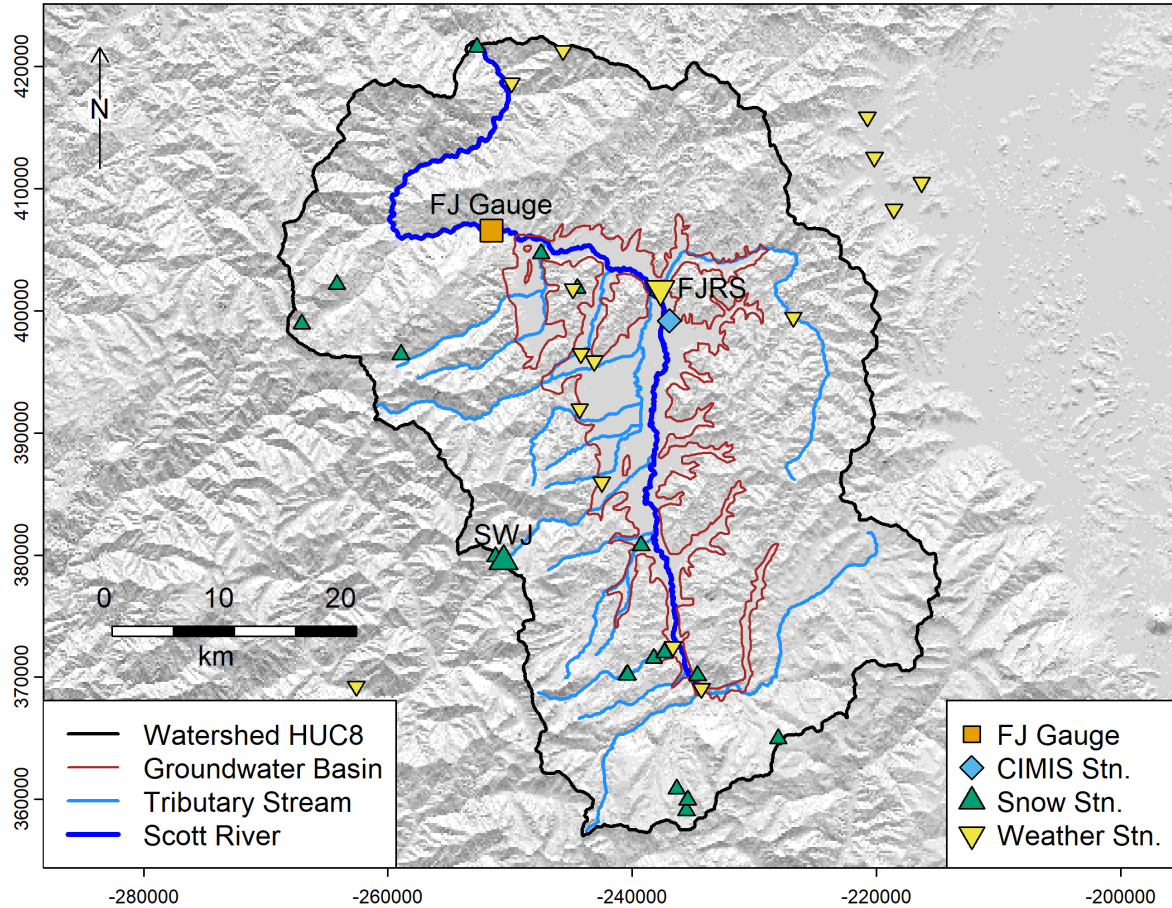 420000
410000
400000
390000
380000
370000
360000
N
FJ Gauge
FJRS
SWJ
0 10 20
km
Watershed HUC8
Groundwater Basin
Tributary Stream
Scott River
FJ Gauge
CIMIS Stn.
Snow Stn.
Weather Stn.
-280000 -260000 -240000 -220000 -200000